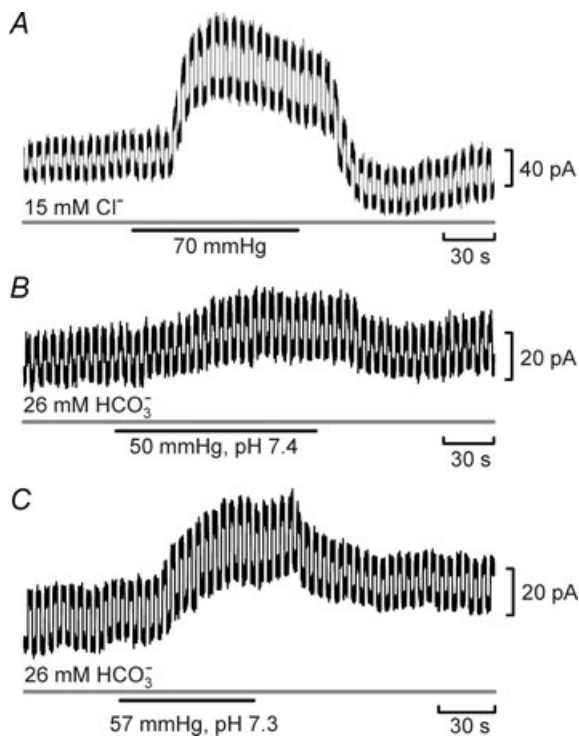 A
40 pA
15 mM Cl⁻
70 mmHg
30 s
B
20 pA
26 mM HCO₃⁻
50 mmHg, pH 7.4
30 s
C
20 pA
26 mM HCO₃⁻
57 mmHg, pH 7.3
30 s